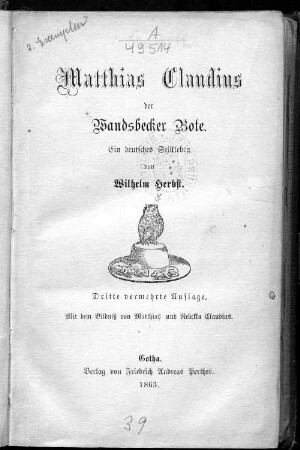 A
49514
Matthias Claudius
der
Wandsbecker Bote.
Ein deutsches Stillleben
von
Wilhelm Herbst.
Dritte vermehrte Auflage.
Mit dem Bildniß von Matthias und Rebekka Claudius.
Gotha.
Verlag von Friedrich Andreas Perthes.
1863.
39